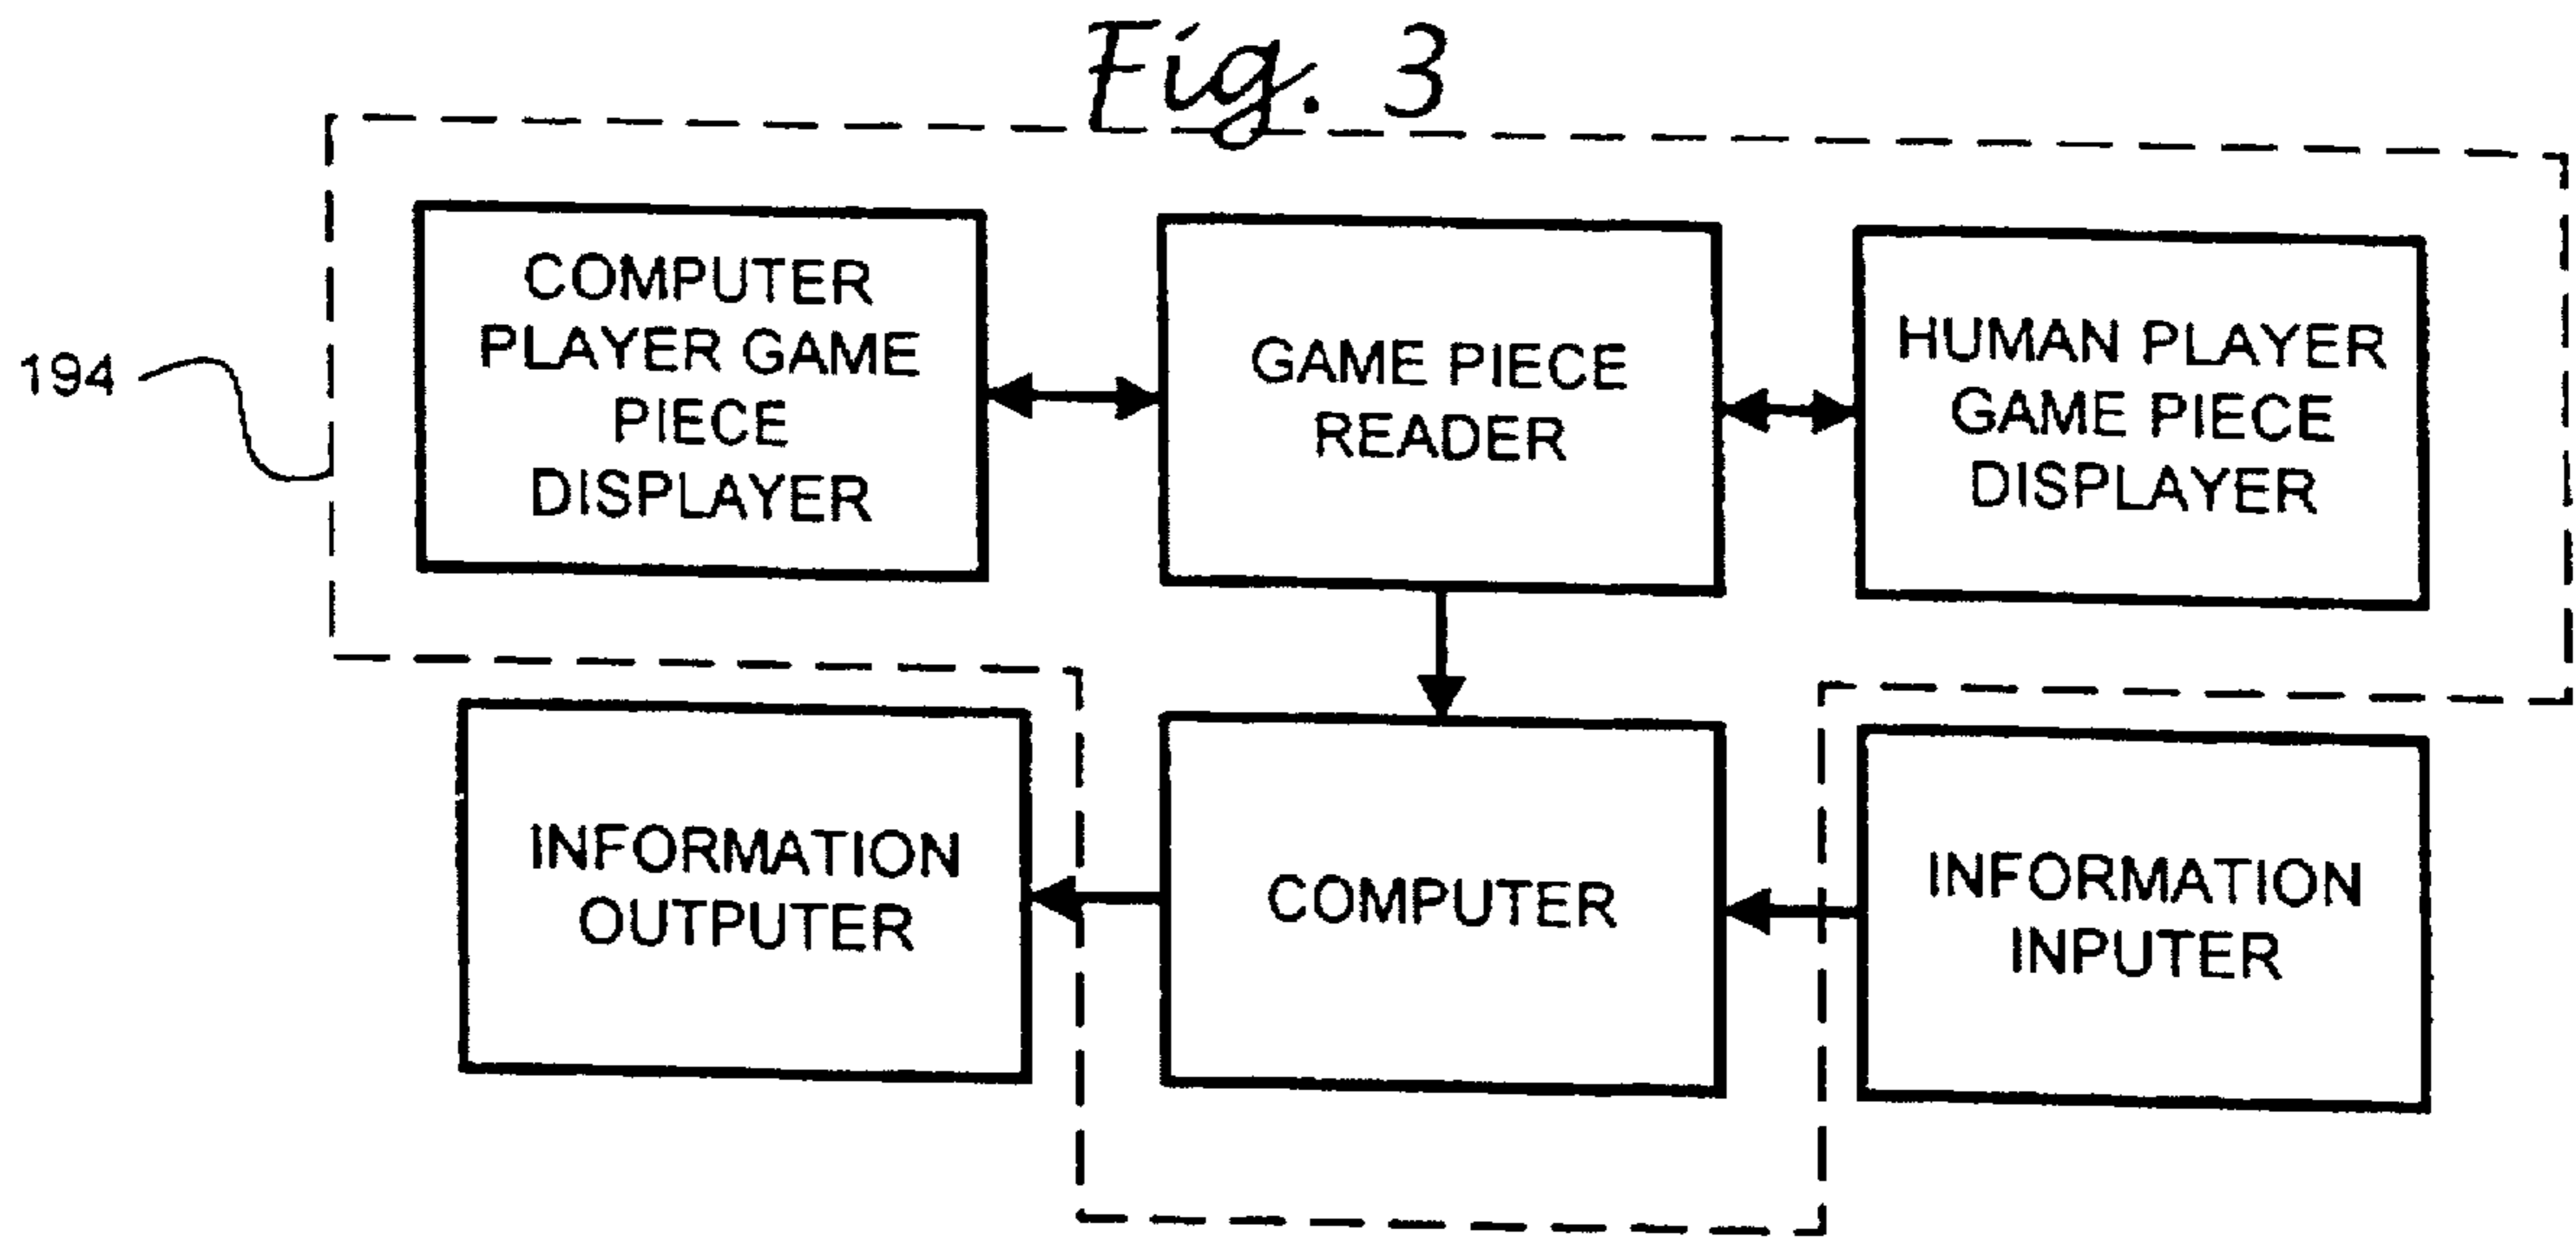 Fig. 3
194
COMPUTER
PLAYER GAME
PIECE
DISPLAYER
GAME PIECE
READER
HUMAN PLAYER
GAME PIECE
DISPLAYER
INFORMATION
OUTPUTER
COMPUTER
INFORMATION
INPUTER